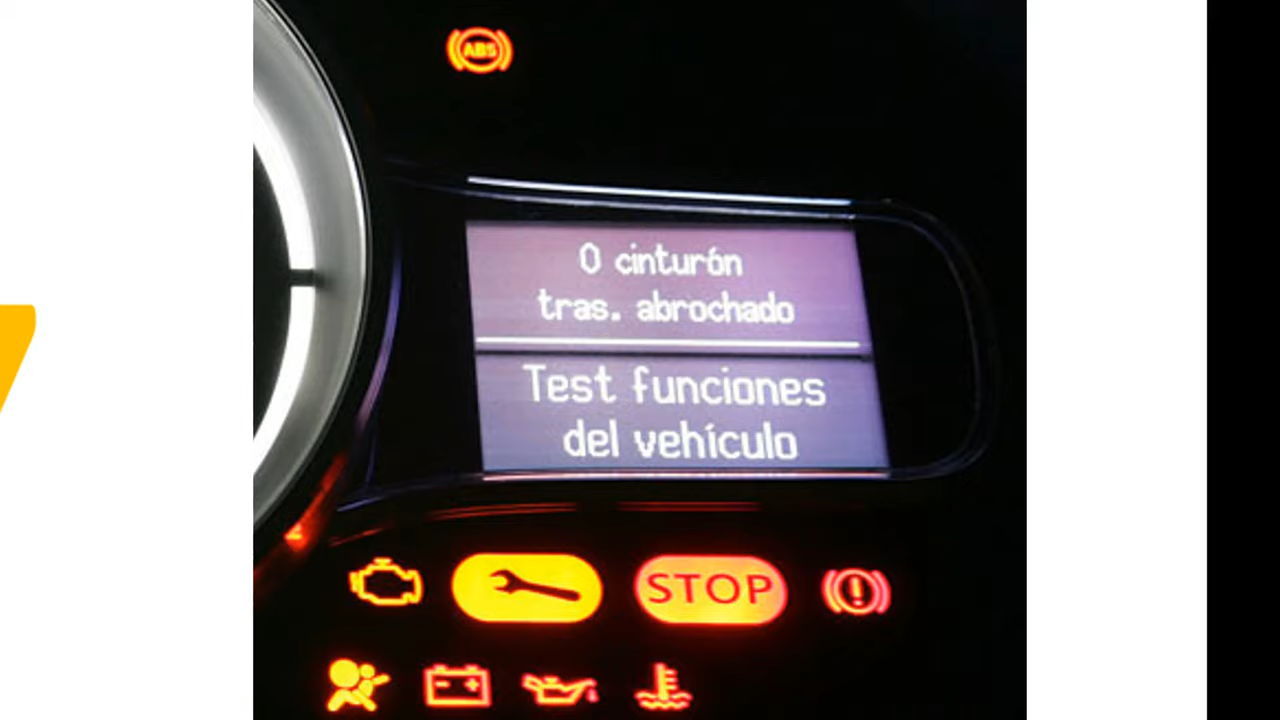 ABS
0 cinturón
tras. abrochado
Test funciones
del vehículo
STOP